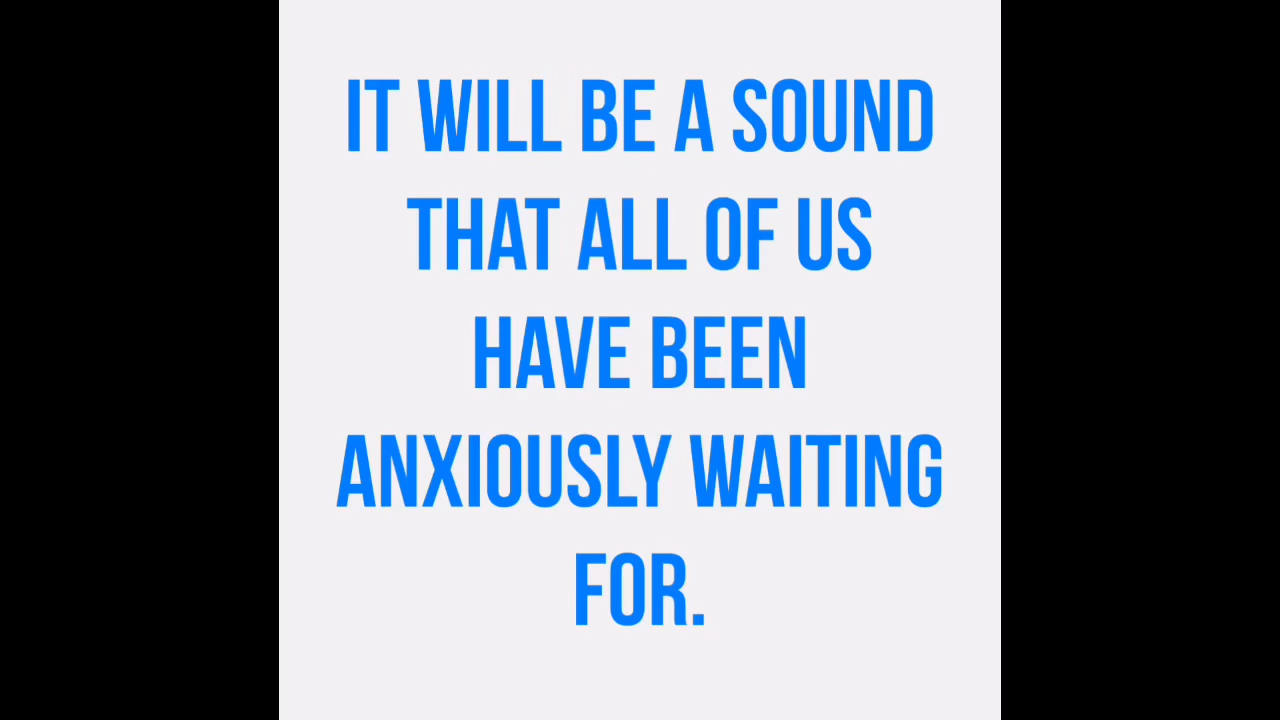 IT WILL BE A SOUND
THAT ALL OF US
HAVE BEEN
ANXIOUSLY WAITING
FOR.